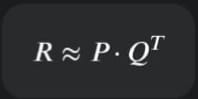 R ≈ P · Q^T